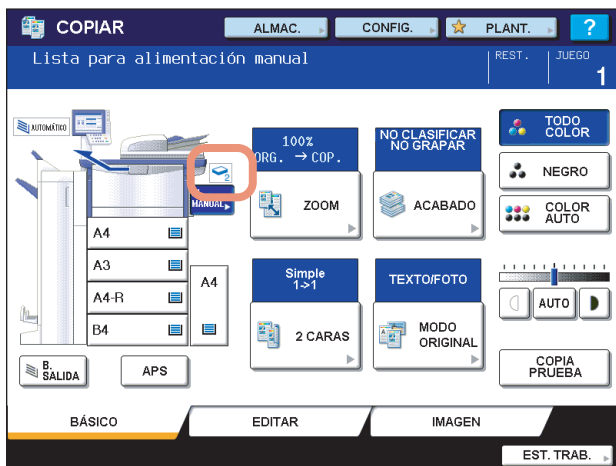 COPIAR
ALMAC.
CONFIG.
PLANT.
?
Lista para alimentación manual
REST.
JUEGO
1
AUTOMÁTICO
2
MANUAL
100%
ORG. → COP.
ZOOM
NO CLASIFICAR
NO GRAPAR
ACABADO
TODO
COLOR
NEGRO
COLOR
AUTO
A4
A3
A4-R
B4
A4
Simple
1->1
2 CARAS
TEXTO/FOTO
MODO
ORIGINAL
AUTO
B.
SALIDA
APS
COPIA
PRUEBA
BÁSICO
EDITAR
IMAGEN
EST. TRAB.